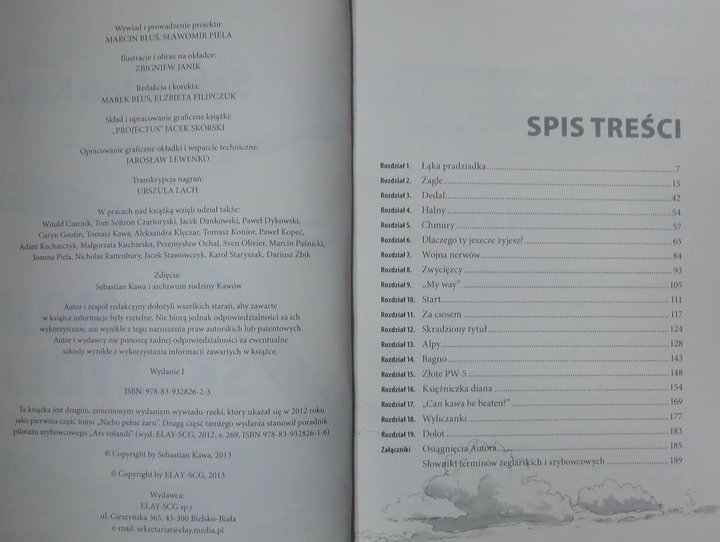 Wywiad i prowadzenie projektu:
MARCIN BŁUŚ, SŁAWOMIR PIELA
Ilustracje i obraz na okładce:
ZBIGNIEW JANIK
Redakcja i korekta:
MAREK BŁUŚ, ELŻBIETA FILIPCZUK
Skład i opracowanie graficzne książki:
„PROJECTUS” JACEK SKÓRSKI
Opracowanie graficzne okładki i wsparcie techniczne:
JAROSŁAW LEWENKO
Transkrypcja nagrań:
URSZULA LACH
W pracach nad książką wzięli udział także:
Witold Czarnik, Tom Soltron Czartoryski, Jacek Dankowski, Paweł Dykowski,
Caryn Gootin, Tomasz Kawa, Aleksandra Klęczar, Tomasz Konior, Paweł Kopeć,
Adam Kucharczyk, Małgorzata Kucharska, Przemysław Ochal, Sven Olivier, Marcin Paśnicki,
Joanna Piela, Nicholas Rattenbury, Jacek Stawowczyk, Karol Staryszak, Dariusz Żbik
Zdjęcia:
Sebastian Kawa i archiwum rodziny Kawów
Autor i zespół redakcyjny dołożyli wszelkich starań, aby zawarte
w książce informacje były rzetelne. Nie biorą jednak odpowiedzialności za ich
wykorzystanie, ani wynikłe z tego naruszenia praw autorskich lub patentowych.
Autor i wydawcy nie ponoszą żadnej odpowiedzialności za ewentualne
szkody wynikłe z wykorzystania informacji zawartych w książce.
Wydanie I
ISBN: 978-83-932826-2-3
Ta książka jest drugim, zmienionym wydaniem wywiadu-rzeki, który ukazał się w 2012 roku
jako pierwsza część tomu „Niebo pełne żaru”. Drugą część tamtego wydania stanowił poradnik
pilotażu szybowcowego „Ars volandi” (wyd. ELAY-SCG, 2012, s. 269, ISBN 978-83-932826-1-6)
© Copyright by Sebastian Kawa, 2013
© Copyright by ELAY-SCG, 2013
Wydawca:
ELAY-SCG sp.j.
ul. Cieszyńska 365, 43-300 Bielsko-Biała
e-mail: sekretariat@elay.media.pl
SPIS TREŚCI
Rozdział 1. Łąka pradziadka 7
Rozdział 2. Żagle 15
Rozdział 3. Dedal 42
Rozdział 4. Halny 54
Rozdział 5. Chmury 57
Rozdział 6. Dlaczego ty jeszcze żyjesz? 65
Rozdział 7. Wojna nerwów 84
Rozdział 8. Zwycięzcy 93
Rozdział 9. „My way” 105
Rozdział 10. Start 111
Rozdział 11. Za ciosem 117
Rozdział 12. Skradziony tytuł 124
Rozdział 13. Alpy 128
Rozdział 14. Bagno 143
Rozdział 15. Złote PW-5 148
Rozdział 16. Księżniczka diana 154
Rozdział 17. „Can kawa be beaten?” 169
Rozdział 18. Wyliczanki 177
Rozdział 19. Dolot 183
Załączniki Osiągnięcia Autora 185
Słowniki terminów żeglarskich i szybowcowych 189